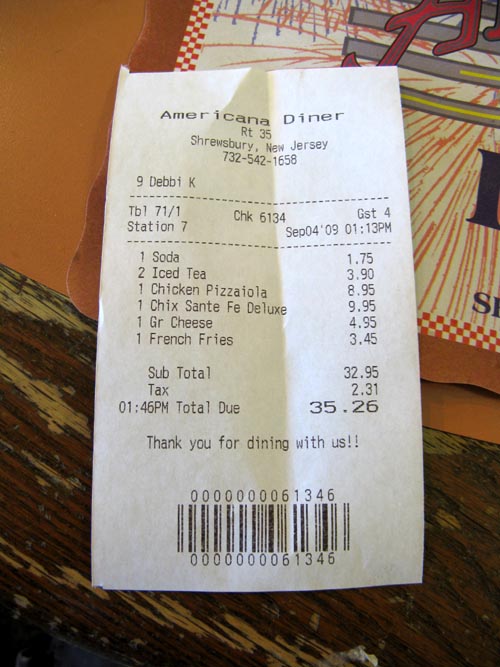 Americana Diner
Rt 35
Shrewsbury, New Jersey
732-542-1658
9 Debbi K
Tbl 71/1 Chk 6134 Gst 4
Station 7 Sep04'09 01:13PM
1 Soda 1.75
2 Iced Tea 3.90
1 Chicken Pizzaiola 8.95
1 Chix Sante Fe Deluxe 9.95
1 Gr Cheese 4.95
1 French Fries 3.45
Sub Total 32.95
Tax 2.31
01:46PM Total Due 35.26
Thank you for dining with us!!
0000000061346
0000000061346